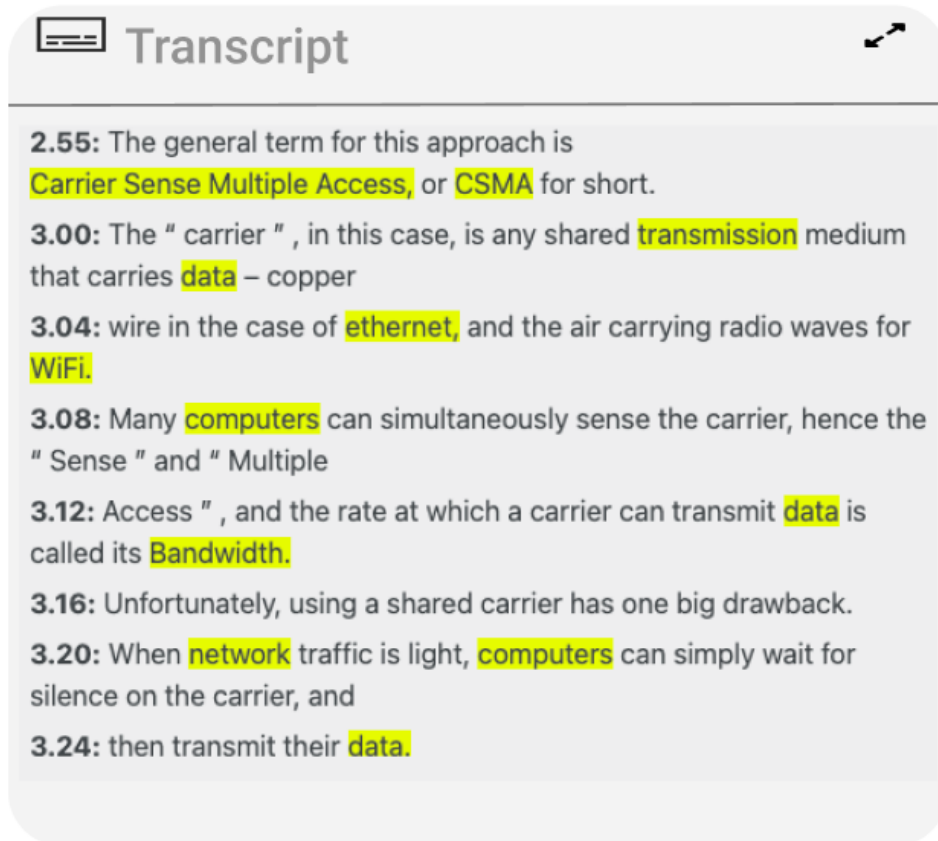 Transcript
2.55: The general term for this approach is
Carrier Sense Multiple Access, or CSMA for short.
3.00: The " carrier " , in this case, is any shared transmission medium
that carries data – copper
3.04: wire in the case of ethernet, and the air carrying radio waves for
WiFi.
3.08: Many computers can simultaneously sense the carrier, hence the
" Sense " and " Multiple
3.12: Access " , and the rate at which a carrier can transmit data is
called its Bandwidth.
3.16: Unfortunately, using a shared carrier has one big drawback.
3.20: When network traffic is light, computers can simply wait for
silence on the carrier, and
3.24: then transmit their data.